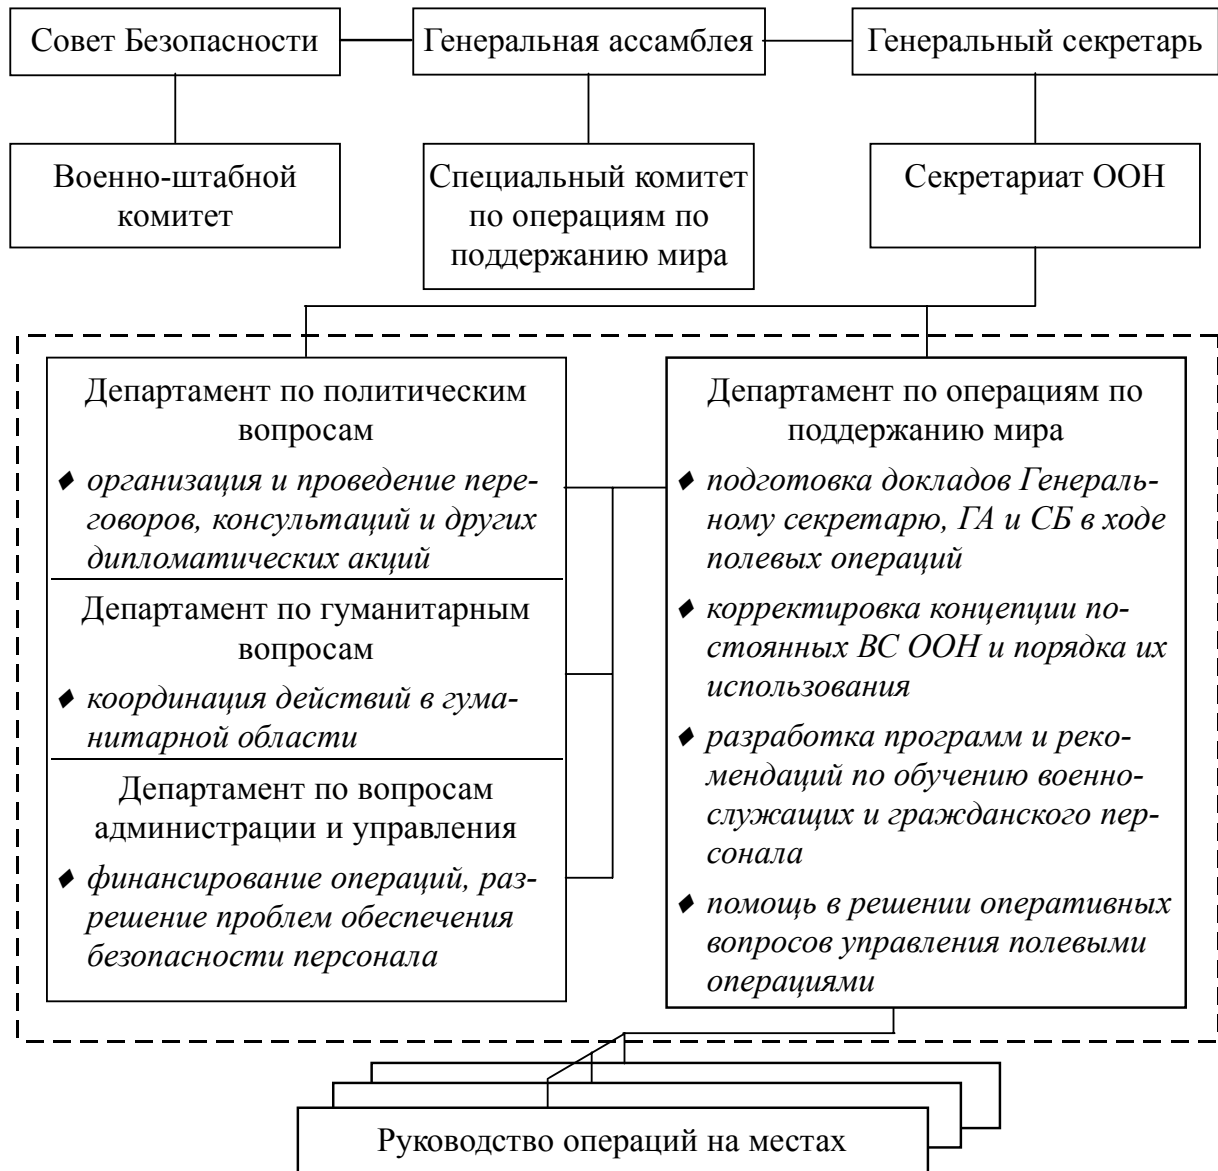 Совет Безопасности
Генеральная ассамблея
Генеральный секретарь
Военно-штабной
комитет
Специальный комитет
по операциям по
поддержанию мира
Секретариат ООН
Департамент по политическим
вопросам
♦ организация и проведение пере-
говоров, консультаций и других
дипломатических акций
Департамент по гуманитарным
вопросам
♦ координация действий в гума-
нитарной области
Департамент по вопросам
администрации и управления
♦ финансирование операций, раз-
решение проблем обеспечения
безопасности персонала
Департамент по операциям по
поддержанию мира
♦ подготовка докладов Генераль-
ному секретарю, ГА и СБ в ходе
полевых операций
♦ корректировка концепции по-
стоянных ВС ООН и порядка их
использования
♦ разработка программ и реко-
мендаций по обучению военно-
служащих и гражданского пер-
сонала
♦ помощь в решении оперативных
вопросов управления полевыми
операциями
Руководство операций на местах